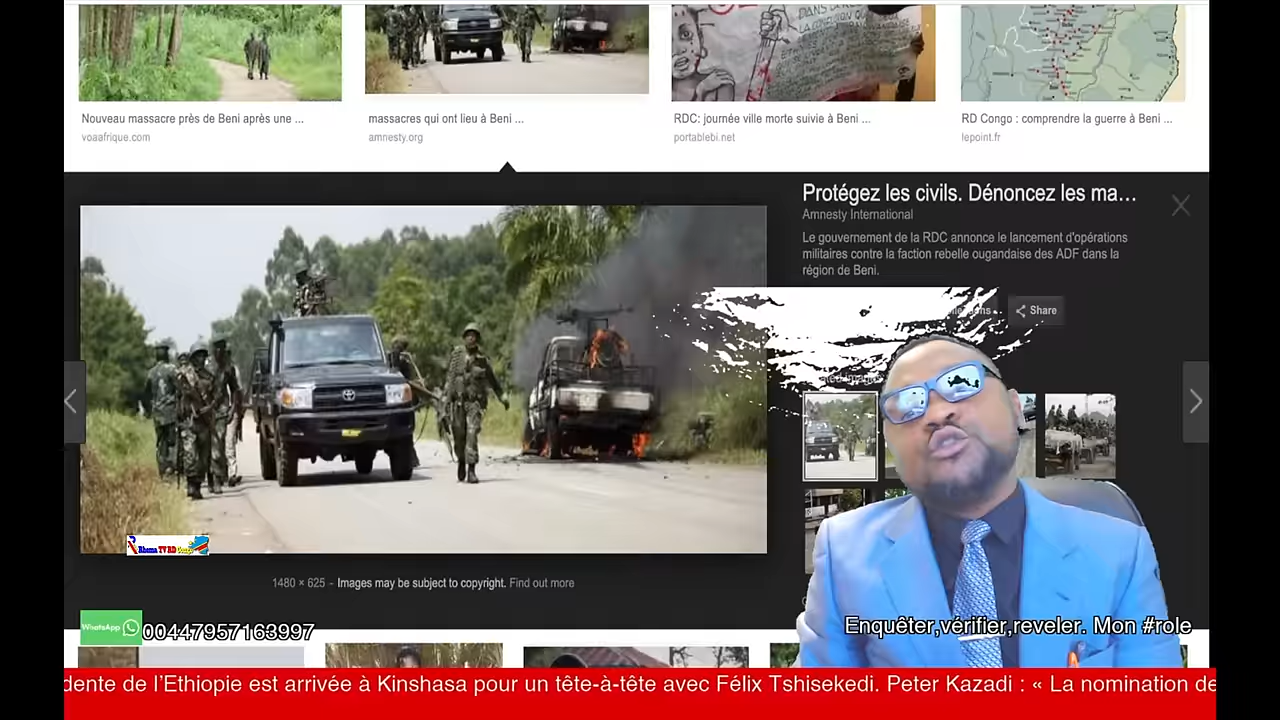 Nouveau massacre près de Beni après une ...
voaafrique.com
massacres qui ont lieu à Beni ...
amnesty.org
RDC: journée ville morte suivie à Beni ...
portablebi.net
RD Congo : comprendre la guerre à Beni ...
lepoint.fr
Protégez les civils. Dénoncez les ma…
Amnesty International
Le gouvernement de la RDC annonce le lancement d'opérations
militaires contre la faction rebelle ougandaise des ADF dans la
région de Beni.
Share
Rhema TV RD Congo
1480 × 625 - Images may be subject to copyright. Find out more
WhatsApp 00447957163997
Enquêter,vérifier,reveler. Mon #role
dente de l'Ethiopie est arrivée à Kinshasa pour un tête-à-tête avec Félix Tshisekedi. Peter Kazadi : « La nomination de